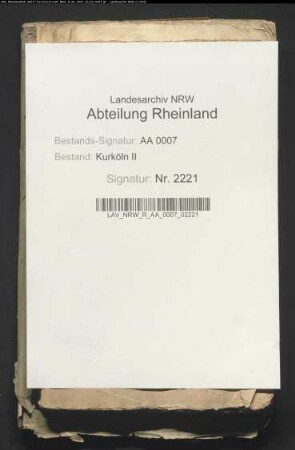 Landesarchiv NRW
Abteilung Rheinland
Bestands-Signatur: AA 0007
Bestand: Kurköln II
Signatur: Nr. 2221
LAV_NRW_R_AA_0007_02221